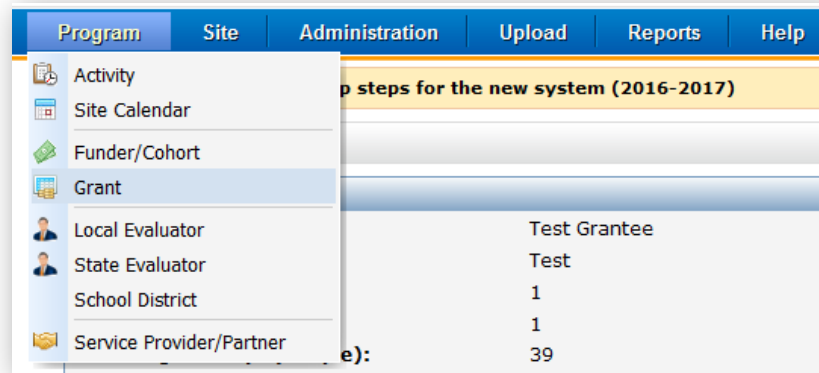 Program Site Administration Upload Reports Help
Activity
p steps for the new system (2016-2017)
Site Calendar
Funder/Cohort
Grant
Local Evaluator
Test Grantee
State Evaluator
Test
School District
1
1
Service Provider/Partner
e):
39